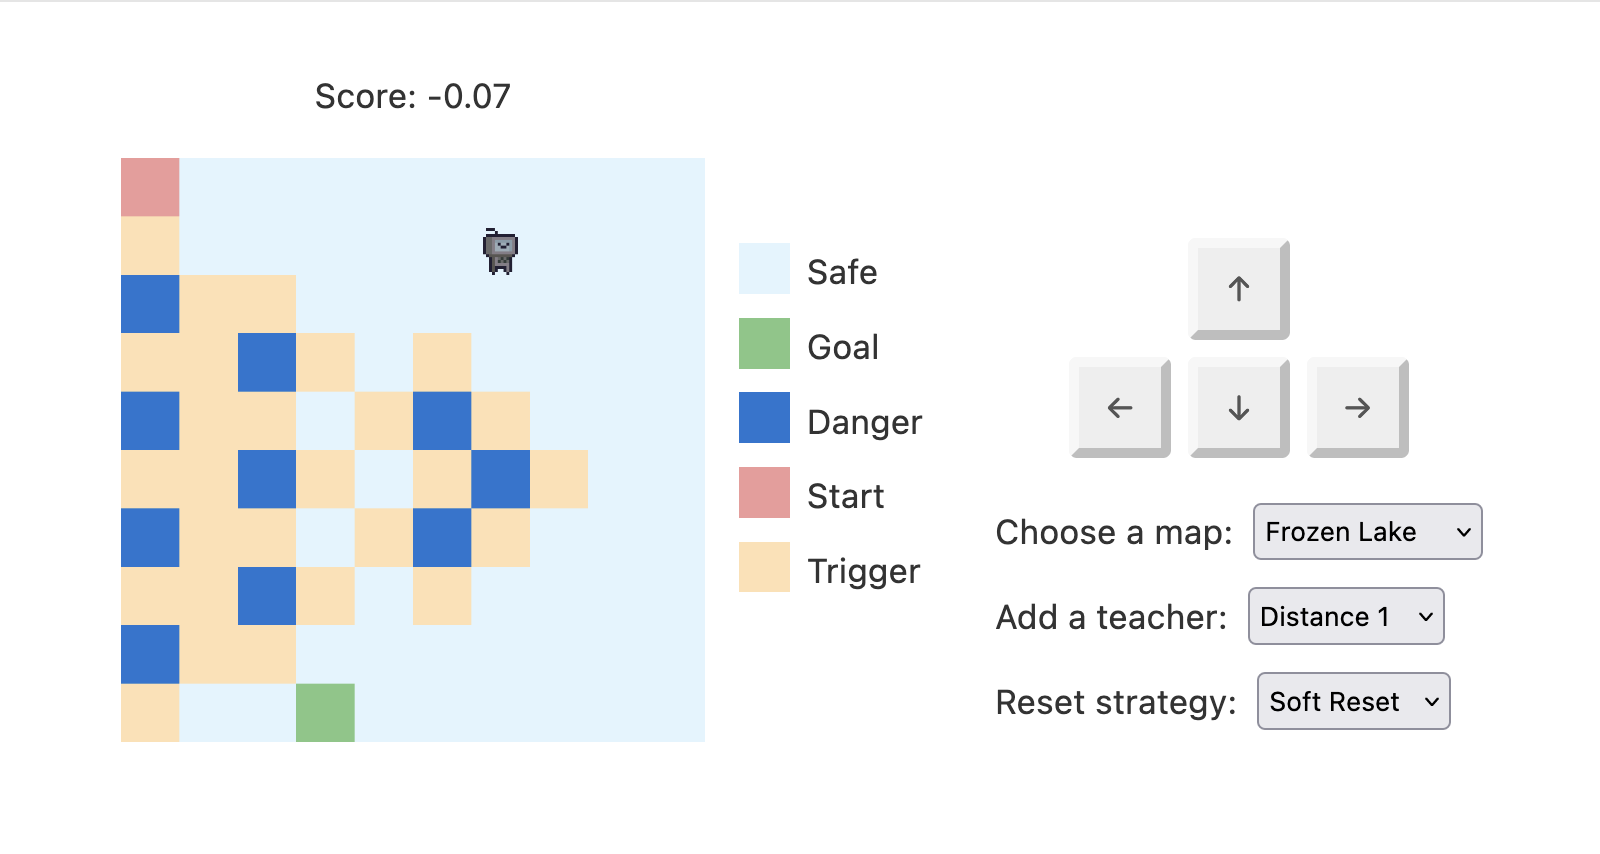 Score: -0.07
Safe
Goal
Danger
Start
Trigger
↑
← ↓ →
Choose a map: Frozen Lake
Add a teacher: Distance 1
Reset strategy: Soft Reset